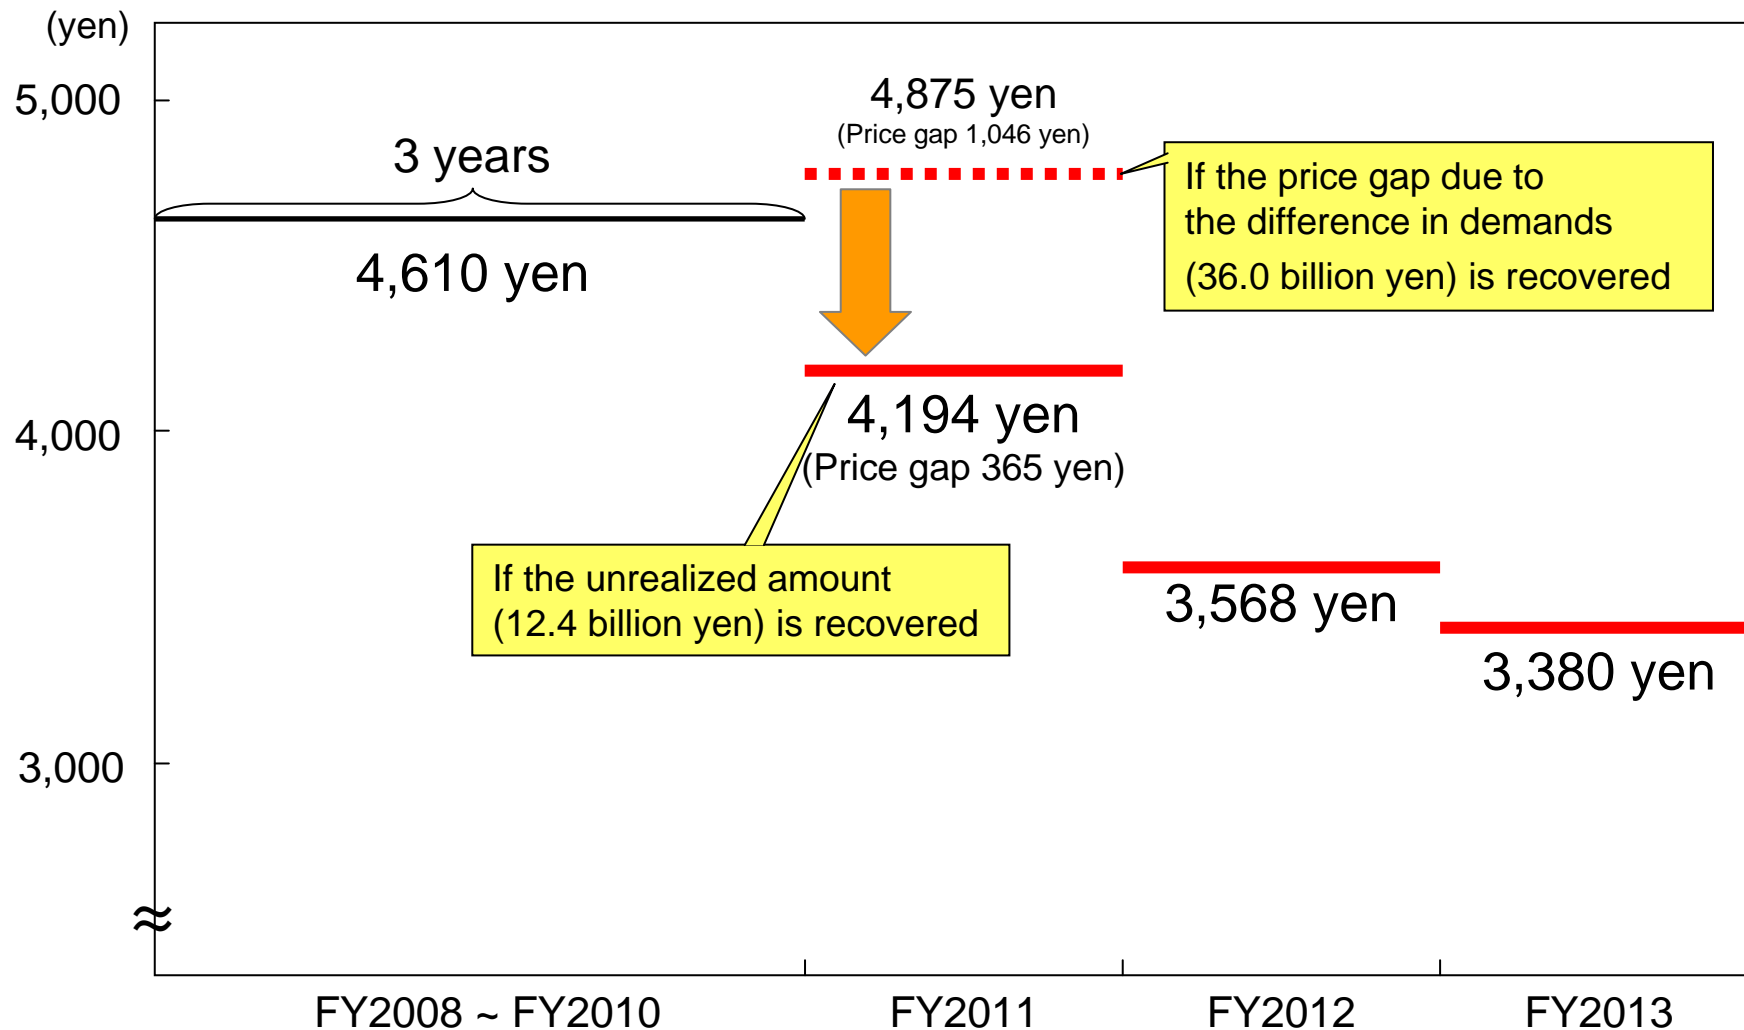 (yen)
5,000
4,875 yen
(Price gap 1,046 yen)
3 years
If the price gap due to
the difference in demands
(36.0 billion yen) is recovered
4,610 yen
4,000
4,194 yen
(Price gap 365 yen)
If the unrealized amount
(12.4 billion yen) is recovered
3,568 yen
3,380 yen
3,000
FY2008 ~ FY2010
FY2011
FY2012
FY2013